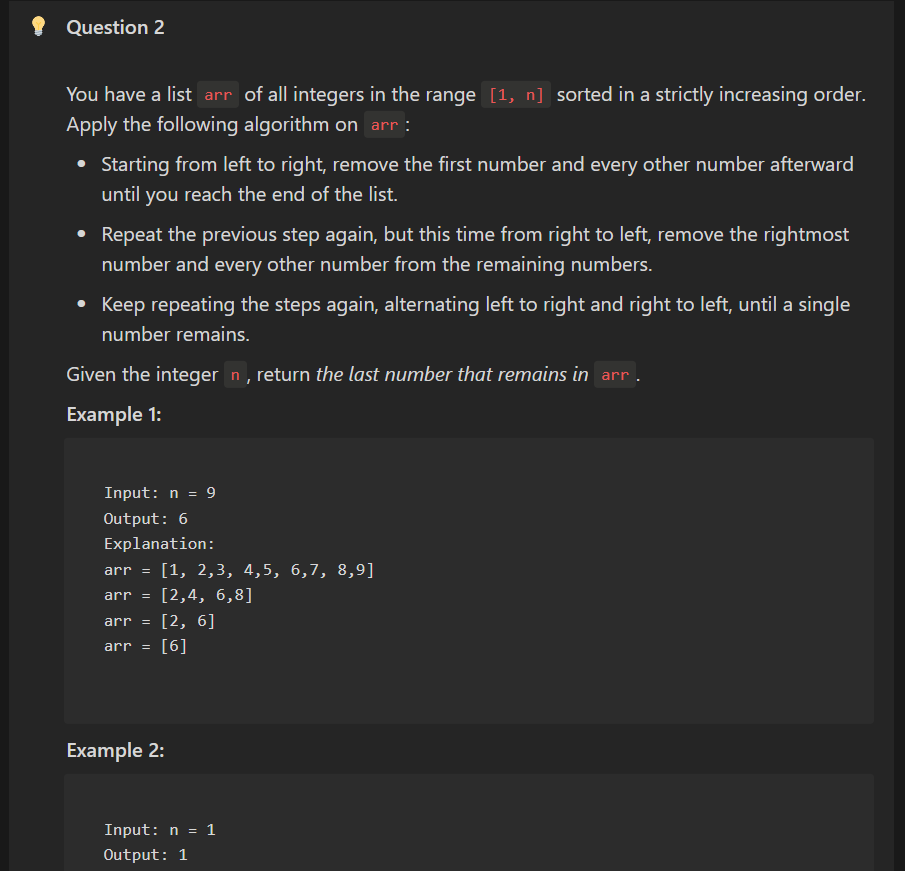 Question 2
You have a list arr of all integers in the range [1, n] sorted in a strictly increasing order.
Apply the following algorithm on arr :
• Starting from left to right, remove the first number and every other number afterward
until you reach the end of the list.
• Repeat the previous step again, but this time from right to left, remove the rightmost
number and every other number from the remaining numbers.
• Keep repeating the steps again, alternating left to right and right to left, until a single
number remains.
Given the integer n , return the last number that remains in arr .
Example 1:
Input: n = 9
Output: 6
Explanation:
arr = [1, 2,3, 4,5, 6,7, 8,9]
arr = [2,4, 6,8]
arr = [2, 6]
arr = [6]
Example 2:
Input: n = 1
Output: 1